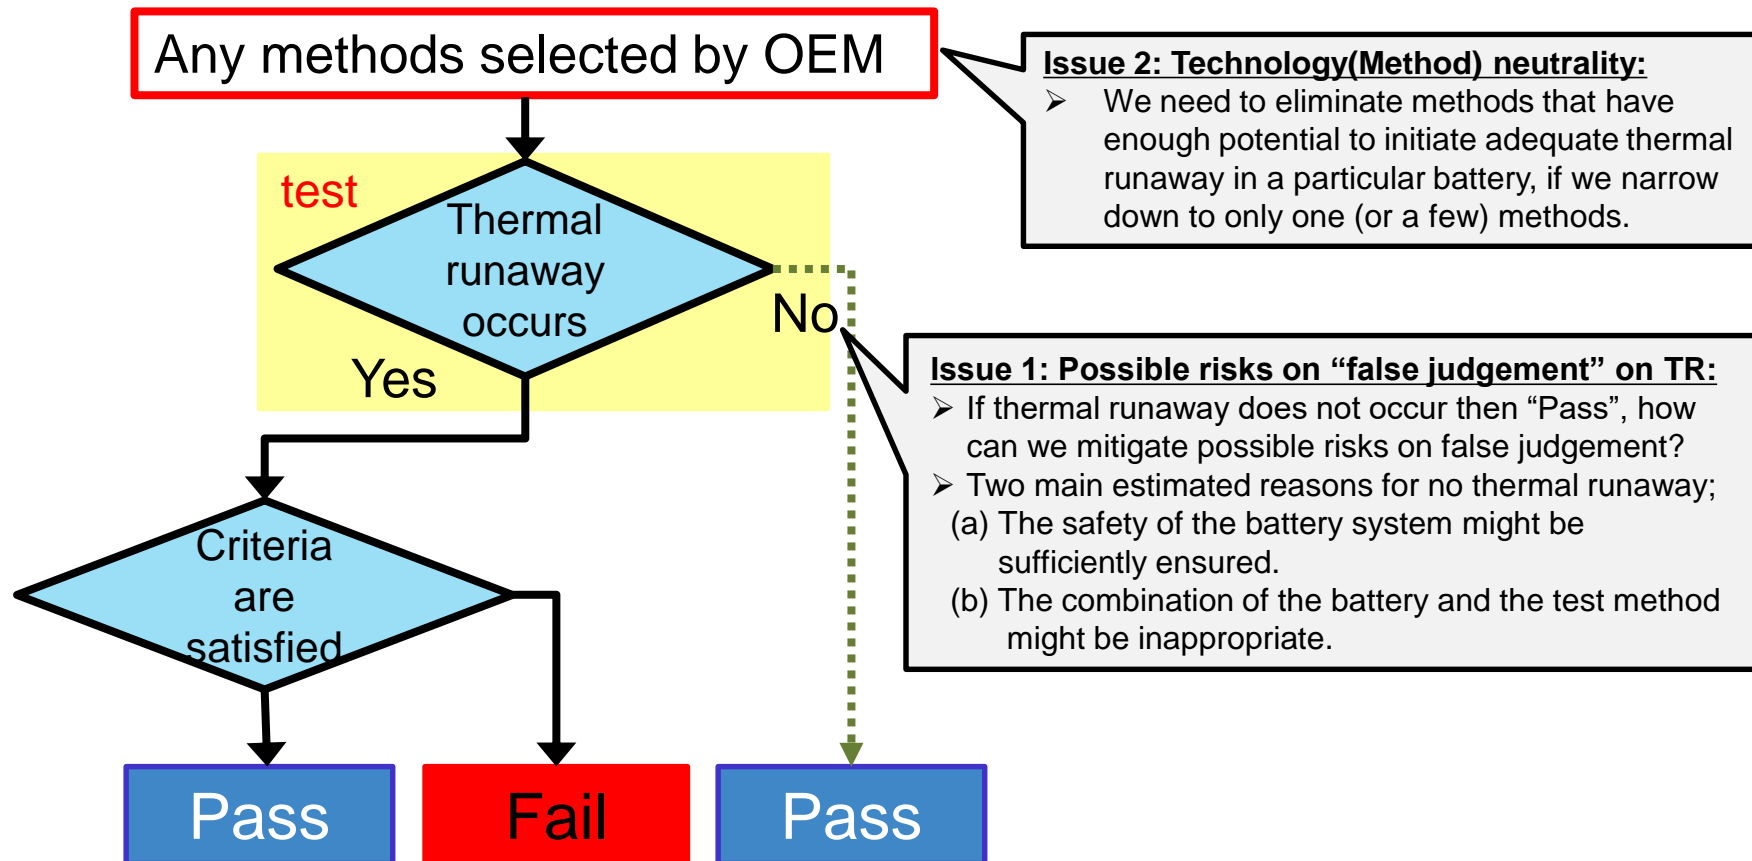 Any methods selected by OEM
Issue 2: Technology(Method) neutrality:
➢ We need to eliminate methods that have
enough potential to initiate adequate thermal
runaway in a particular battery, if we narrow
down to only one (or a few) methods.
test
Thermal
runaway
occurs
No
Yes
Issue 1: Possible risks on “false judgement” on TR:
➢ If thermal runaway does not occur then “Pass”, how
can we mitigate possible risks on false judgement?
➢ Two main estimated reasons for no thermal runaway;
(a) The safety of the battery system might be
sufficiently ensured.
(b) The combination of the battery and the test method
might be inappropriate.
Criteria
are
satisfied
Pass
Fail
Pass